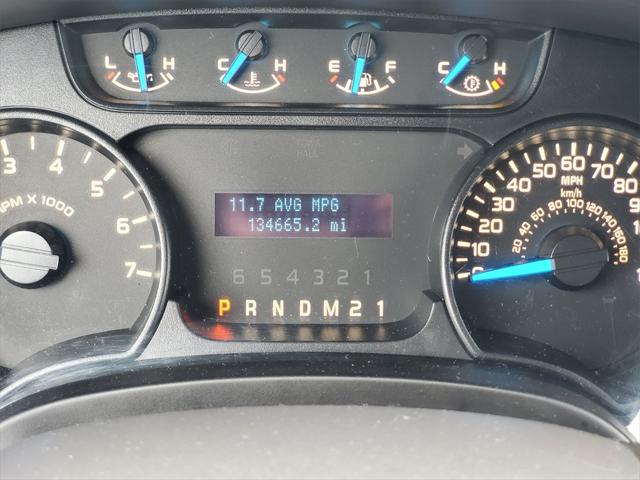 L H C H E F C H
3 4 5 6 7
RPM X 1000
11.7 AVG MPG
134665.2 mi
6 5 4 3 2 1
P R N D M 2 1
0 10 20 30 40 50 60 70 80
MPH
km/h
20 40 60 80 100 120 140 160 180